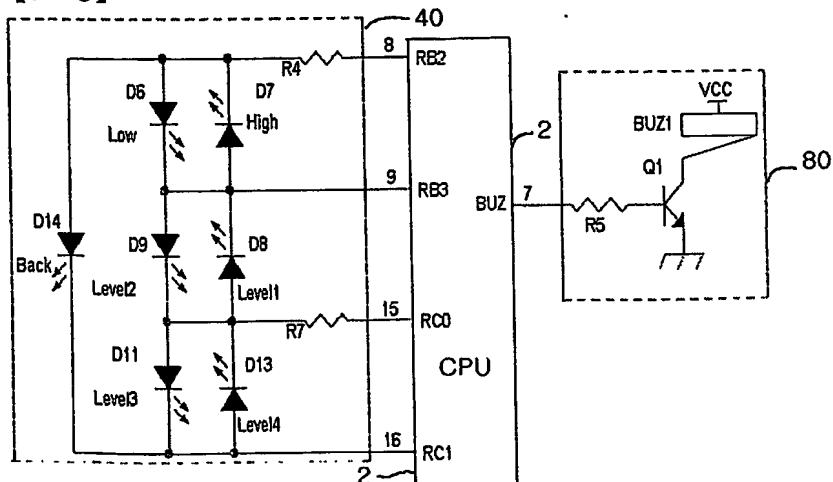 40
8
RB2
R4
D6
D7
Low
High
VCC
BUZ1
2
80
9
RB3
Q1
7
BUZ
R5
D14
D9
D8
Back
Level2
Level1
15
RC0
R7
CPU
D11
D13
Level3
Level4
16
RC1
2